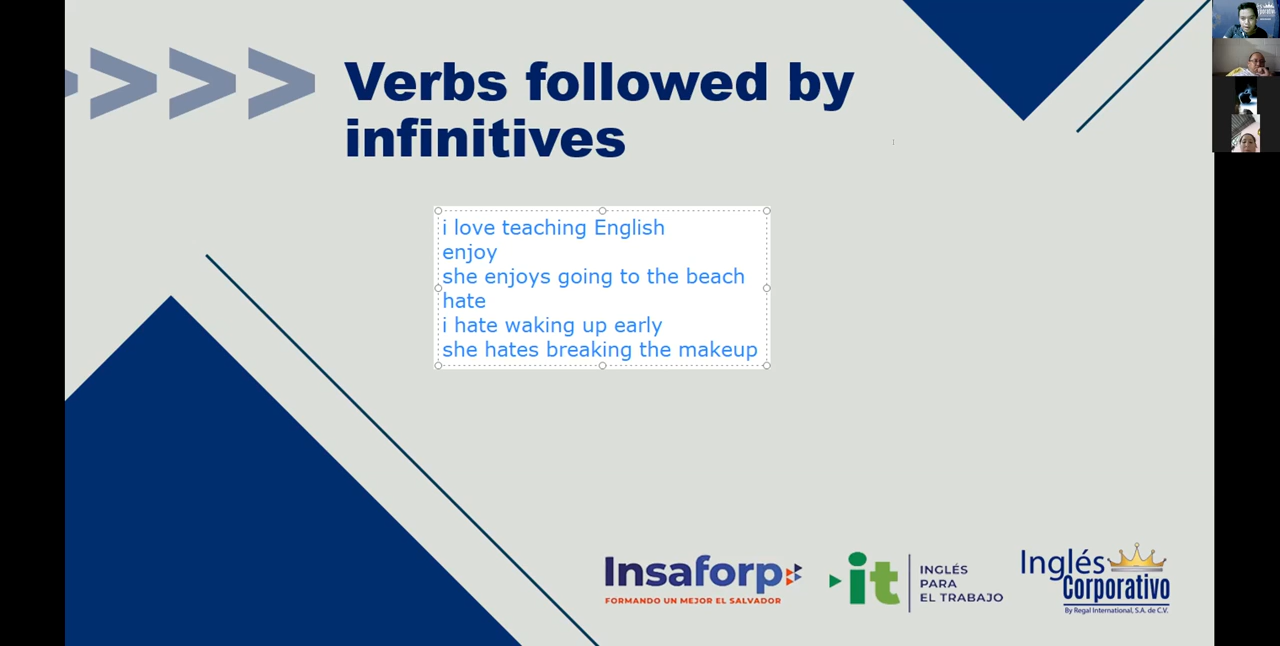 Verbs followed by
infinitives
i love teaching English
enjoy
she enjoys going to the beach
hate
i hate waking up early
she hates breaking the makeup
Insaforp
FORMANDO UN MEJOR EL SALVADOR
it
INGLÉS
PARA
EL TRABAJO
Inglés
Corporativo
By Regal International, S.A. de C.V.